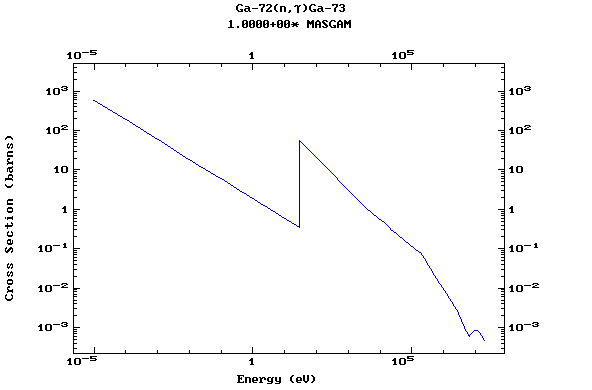 Ga-72(n,γ)Ga-73
1.0000+00* MASGAM
10⁻⁵ 1 10⁵
10³ 10³
10² 10²
10 10
1 1
10⁻¹ 10⁻¹
10⁻² 10⁻²
10⁻³ 10⁻³
10⁻⁵ 1 10⁵
Cross Section (barns)
Energy (eV)